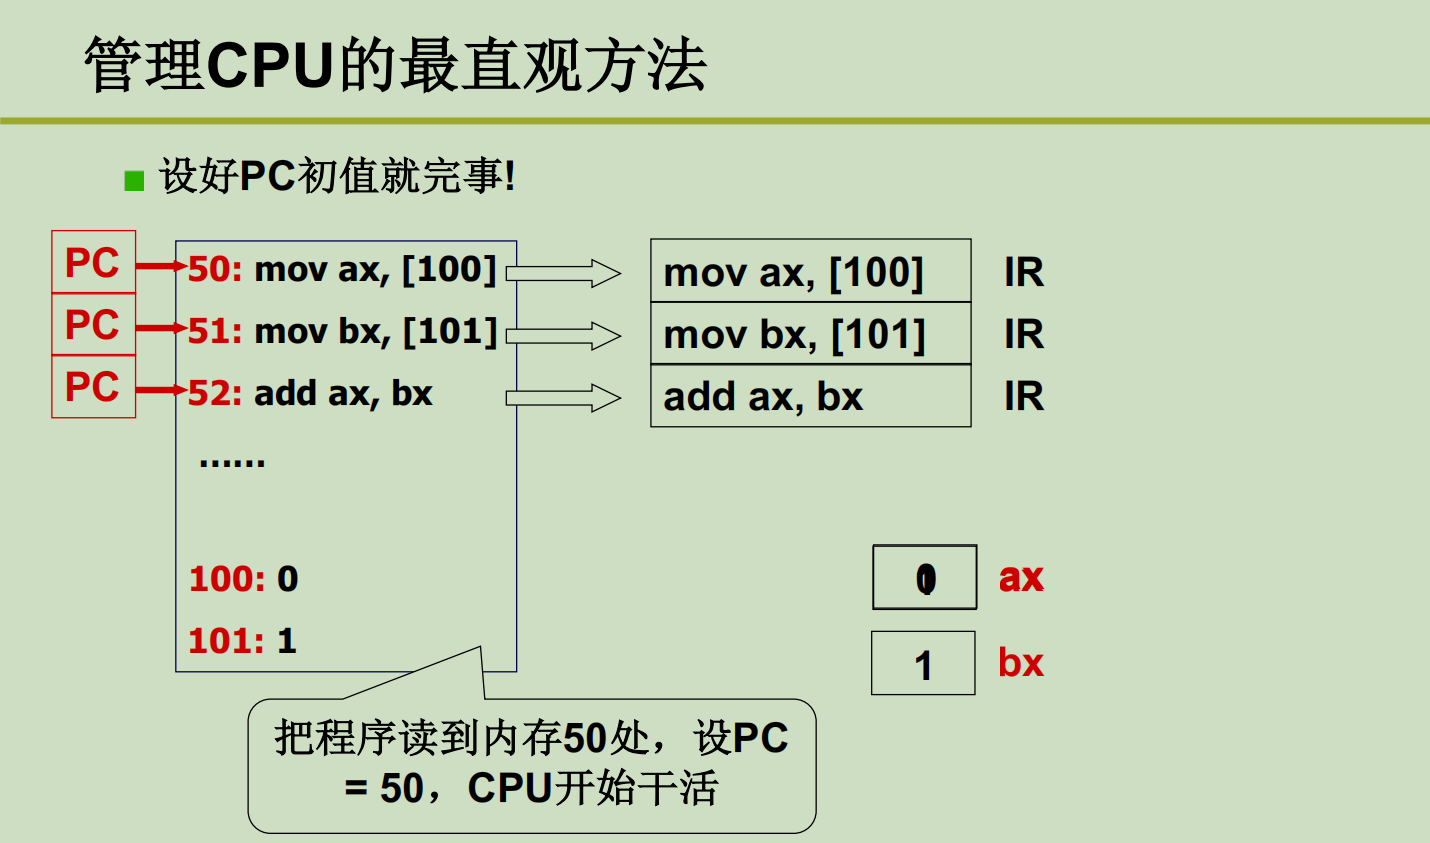 管理CPU的最直观方法
设好PC初值就完事!
PC 50: mov ax, [100] mov ax, [100] IR
PC 51: mov bx, [101] mov bx, [101] IR
PC 52: add ax, bx add ax, bx IR
......
100: 0 ax
101: 1
1 bx
把程序读到内存50处，设PC
= 50，CPU开始干活